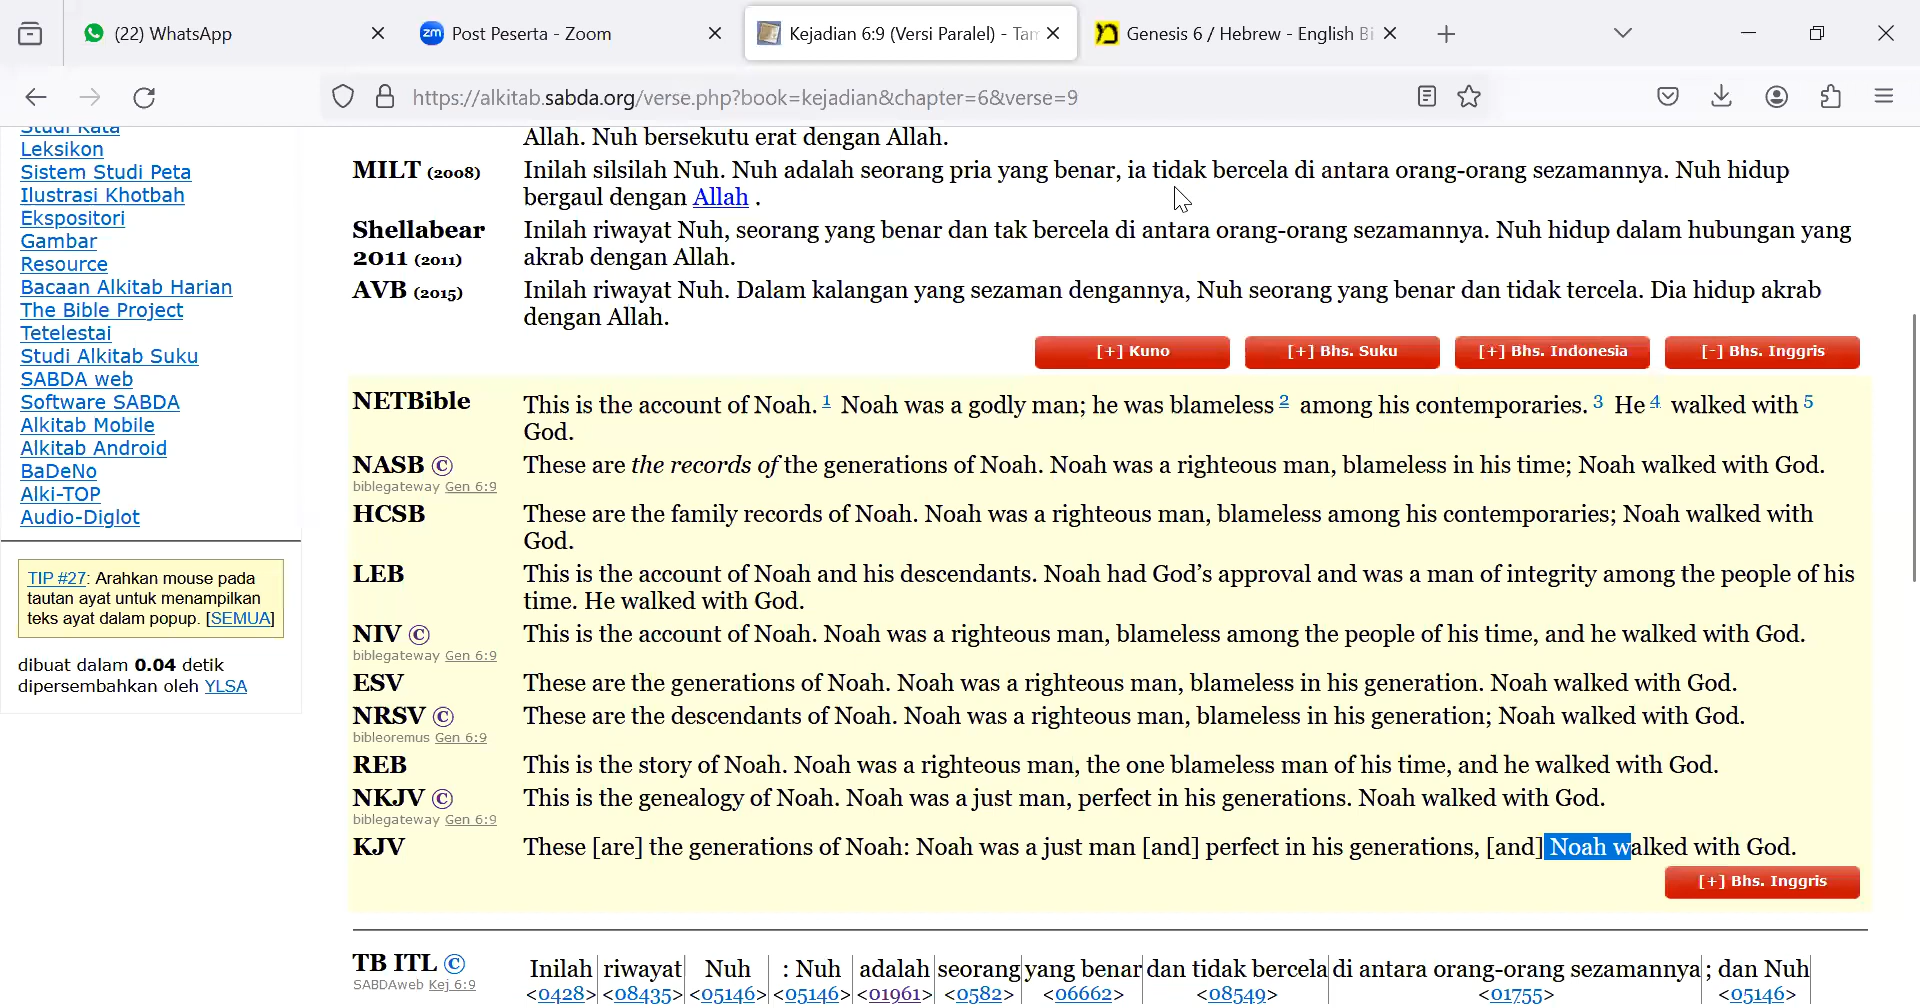 (22) WhatsApp
Post Peserta - Zoom
Kejadian 6:9 (Versi Paralel) - Tam
Genesis 6 / Hebrew - English Bi
https://alkitab.sabda.org/verse.php?book=kejadian&chapter=6&verse=9
Studi Kata
Leksikon
Sistem Studi Peta
Ilustrasi Khotbah
Ekspositori
Gambar
Resource
Bacaan Alkitab Harian
The Bible Project
Tetelestai
Studi Alkitab Suku
SABDA web
Software SABDA
Alkitab Mobile
Alkitab Android
BaDeNo
Alki-TOP
Audio-Diglot
TIP #27: Arahkan mouse pada
tautan ayat untuk menampilkan
teks ayat dalam popup. [SEMUA]
dibuat dalam 0.04 detik
dipersembahkan oleh YLSA
Allah. Nuh bersekutu erat dengan Allah.
MILT (2008) Inilah silsilah Nuh. Nuh adalah seorang pria yang benar, ia tidak bercela di antara orang-orang sezamannya. Nuh hidup
bergaul dengan Allah .
Shellabear Inilah riwayat Nuh, seorang yang benar dan tak bercela di antara orang-orang sezamannya. Nuh hidup dalam hubungan yang
2011 (2011) akrab dengan Allah.
AVB (2015) Inilah riwayat Nuh. Dalam kalangan yang sezaman dengannya, Nuh seorang yang benar dan tidak tercela. Dia hidup akrab
dengan Allah.
[+] Kuno [+] Bhs. Suku [+] Bhs. Indonesia [-] Bhs. Inggris
NETBible This is the account of Noah. 1 Noah was a godly man; he was blameless 2 among his contemporaries. 3 He 4 walked with 5
God.
NASB © These are the records of the generations of Noah. Noah was a righteous man, blameless in his time; Noah walked with God.
biblegateway Gen 6:9
HCSB These are the family records of Noah. Noah was a righteous man, blameless among his contemporaries; Noah walked with
God.
LEB This is the account of Noah and his descendants. Noah had God’s approval and was a man of integrity among the people of his
time. He walked with God.
NIV © This is the account of Noah. Noah was a righteous man, blameless among the people of his time, and he walked with God.
biblegateway Gen 6:9
ESV These are the generations of Noah. Noah was a righteous man, blameless in his generation. Noah walked with God.
NRSV © These are the descendants of Noah. Noah was a righteous man, blameless in his generation; Noah walked with God.
bibleoremus Gen 6:9
REB This is the story of Noah. Noah was a righteous man, the one blameless man of his time, and he walked with God.
NKJV © This is the genealogy of Noah. Noah was a just man, perfect in his generations. Noah walked with God.
biblegateway Gen 6:9
KJV These [are] the generations of Noah: Noah was a just man [and] perfect in his generations, [and] Noah walked with God.
[+] Bhs. Inggris
TB ITL © Inilah riwayat Nuh : Nuh adalah seorang yang benar dan tidak bercela di antara orang-orang sezamannya ; dan Nuh
SABDAweb Kej 6:9 <0428> <08435> <05146> <05146> <01961> <0582> <06662> <08549> <01755> <05146>